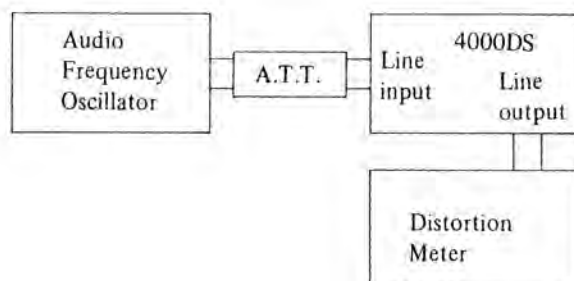 Audio
Frequency
Oscillator
A.T.T.
4000DS
Line
input
Line
output
Distortion
Meter